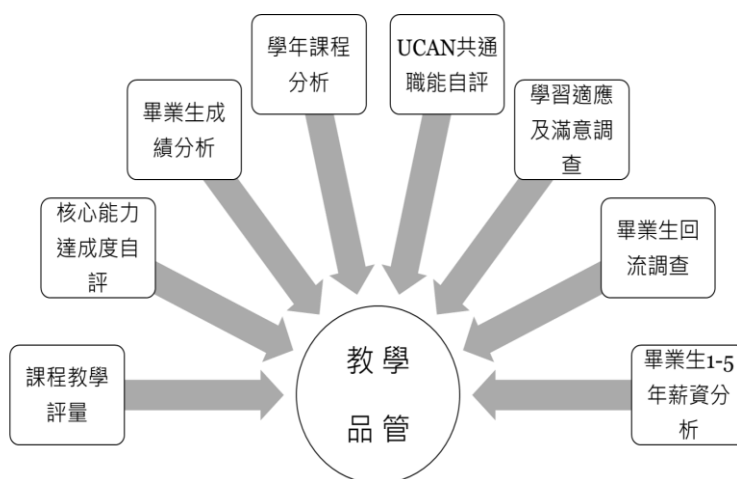 學年課程
分析
UCAN共通
職能自評
畢業生成
績分析
學習適應
及滿意調
查
核心能力
達成度自
評
畢業生回
流調查
課程教學
評量
教 學
品 管
畢業生1-5
年薪資分
析